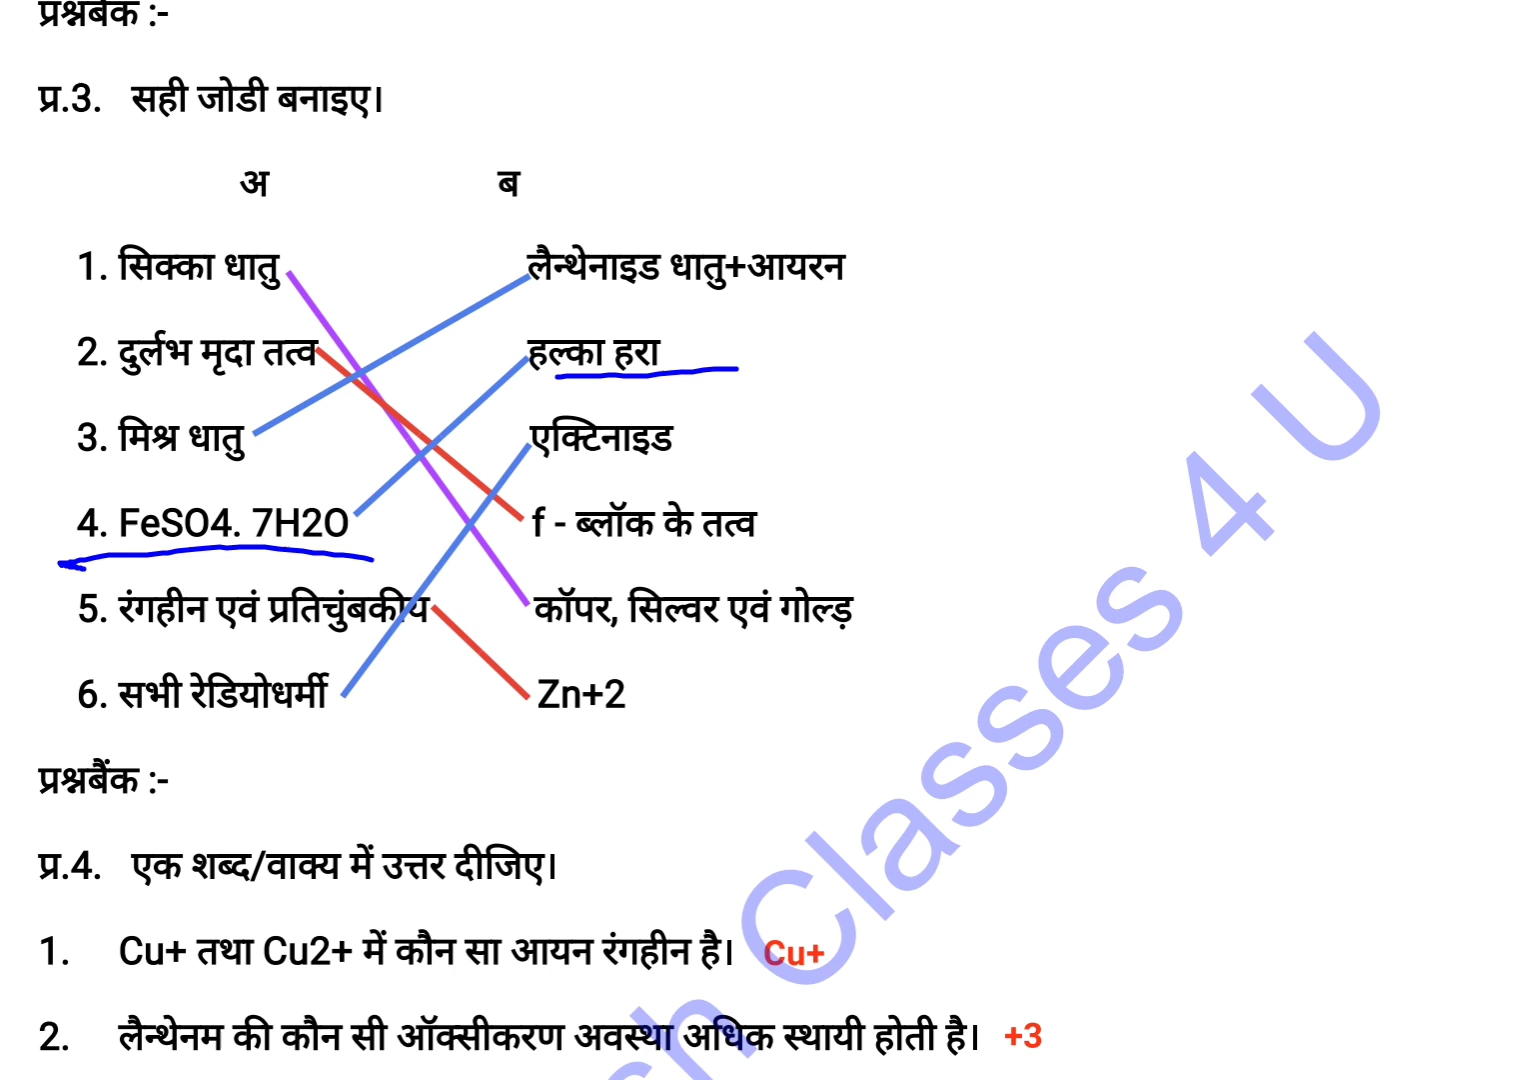 प्रश्नबैंक :-
प्र.3. सही जोडी बनाइए।
अ ब
1. सिक्का धातु लैन्थेनाइड धातु+आयरन
2. दुर्लभ मृदा तत्व हल्का हरा
3. मिश्र धातु एक्टिनाइड
4. FeSO4. 7H2O f - ब्लॉक के तत्व
5. रंगहीन एवं प्रतिचुंबकीय कॉपर, सिल्वर एवं गोल्ड़
6. सभी रेडियोधर्मी Zn+2
प्रश्नबैंक :-
प्र.4. एक शब्द/वाक्य में उत्तर दीजिए।
1. Cu+ तथा Cu2+ में कौन सा आयन रंगहीन है। Cu+
2. लैन्थेनम की कौन सी ऑक्सीकरण अवस्था अधिक स्थायी होती है। +3
sh Classes 4 U